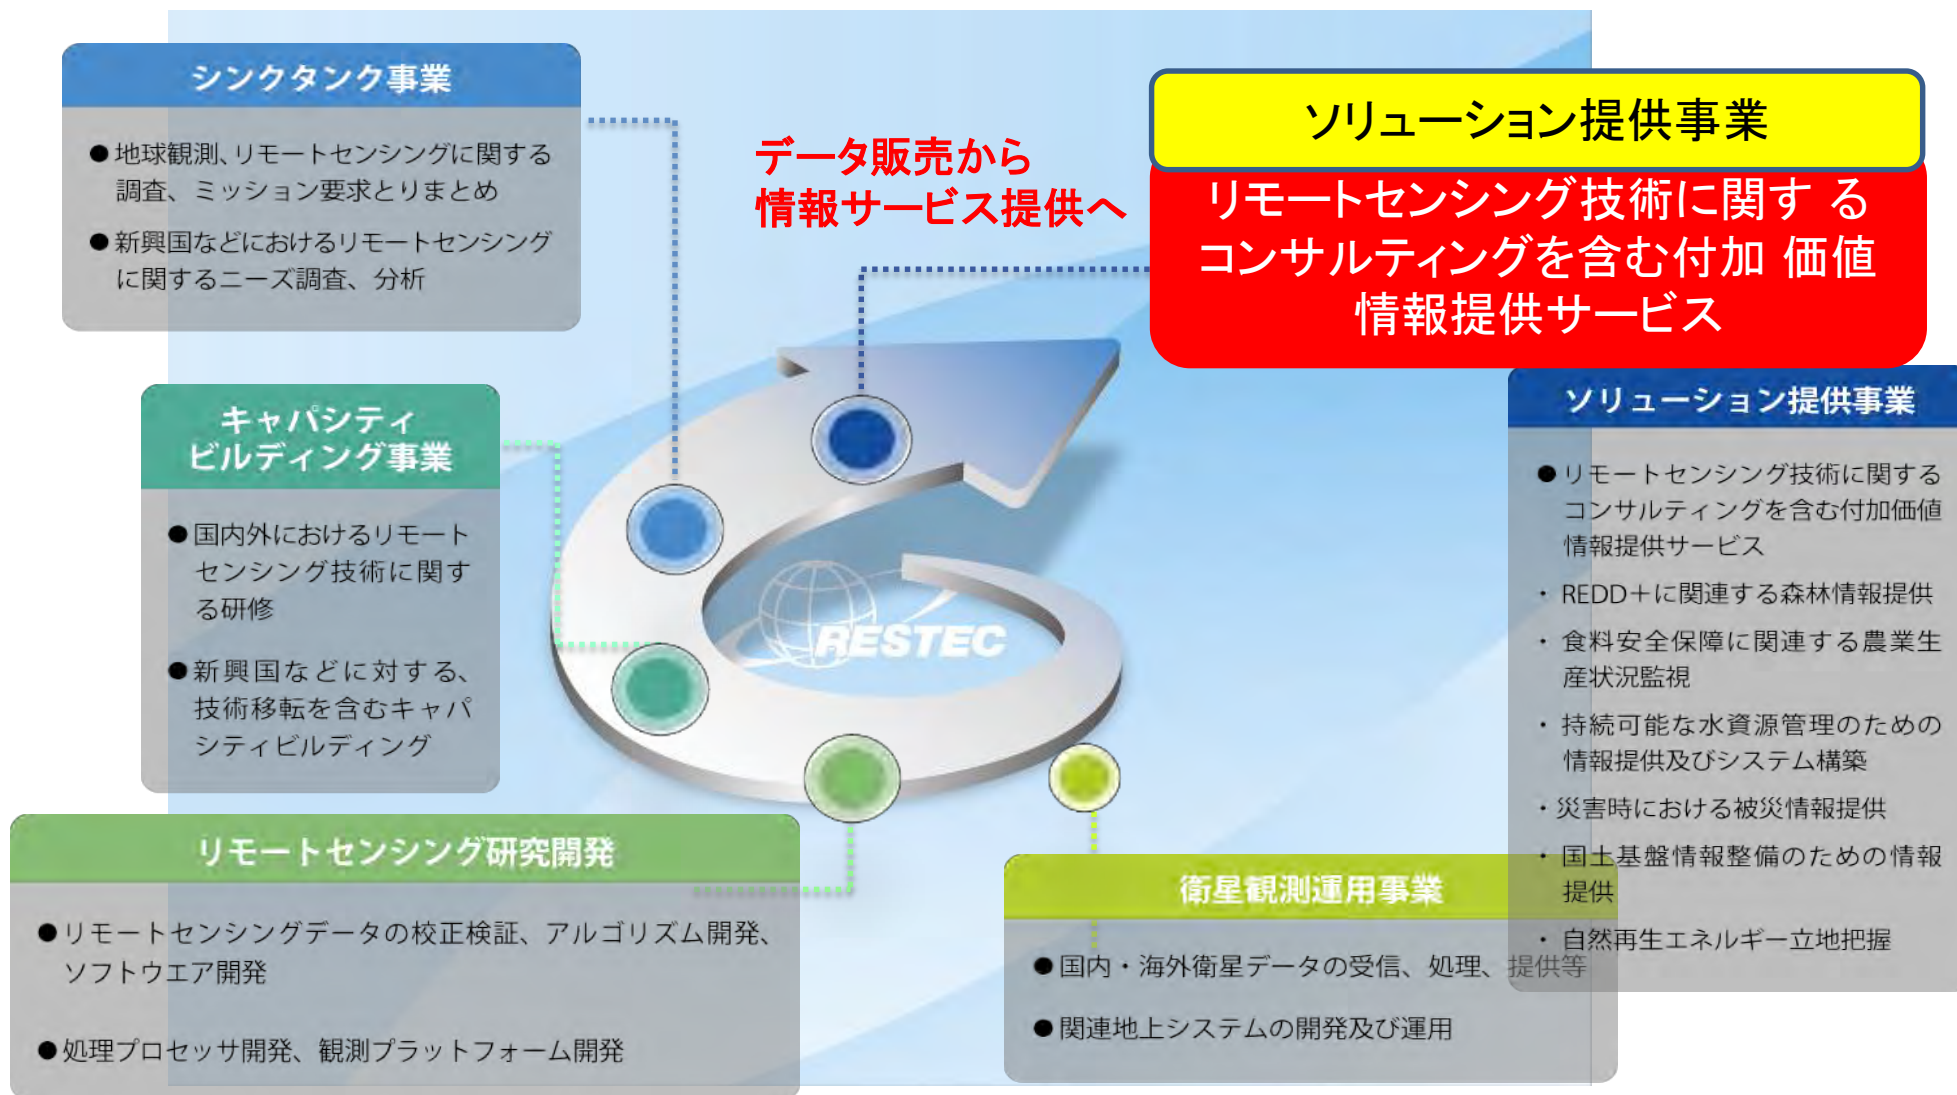 シンクタンク事業
●地球観測、リモートセンシングに関する
調査、ミッション要求とりまとめ
●新興国などにおけるリモートセンシング
に関するニーズ調査、分析
データ販売から
情報サービス提供へ
ソリューション提供事業
リモートセンシング技術に関す る
コンサルティングを含む付加 価値
情報提供サービス
キャパシティ
ビルディング事業
●国内外におけるリモート
センシング技術に関す
る研修
●新興国などに対する、
技術移転を含むキャパ
シティビルディング
RESTEC
ソリューション提供事業
●リモートセンシング技術に関する
コンサルティングを含む付加価値
情報提供サービス
・REDD＋に関連する森林情報提供
・食料安全保障に関連する農業生
産状況監視
・持続可能な水資源管理のための
情報提供及びシステム構築
・災害時における被災情報提供
・国土基盤情報整備のための情報
提供
・自然再生エネルギー立地把握
リモートセンシング研究開発
●リモートセンシングデータの校正検証、アルゴリズム開発、
ソフトウエア開発
●処理プロセッサ開発、観測プラットフォーム開発
衛星観測運用事業
●国内・海外衛星データの受信、処理、提供等
●関連地上システムの開発及び運用